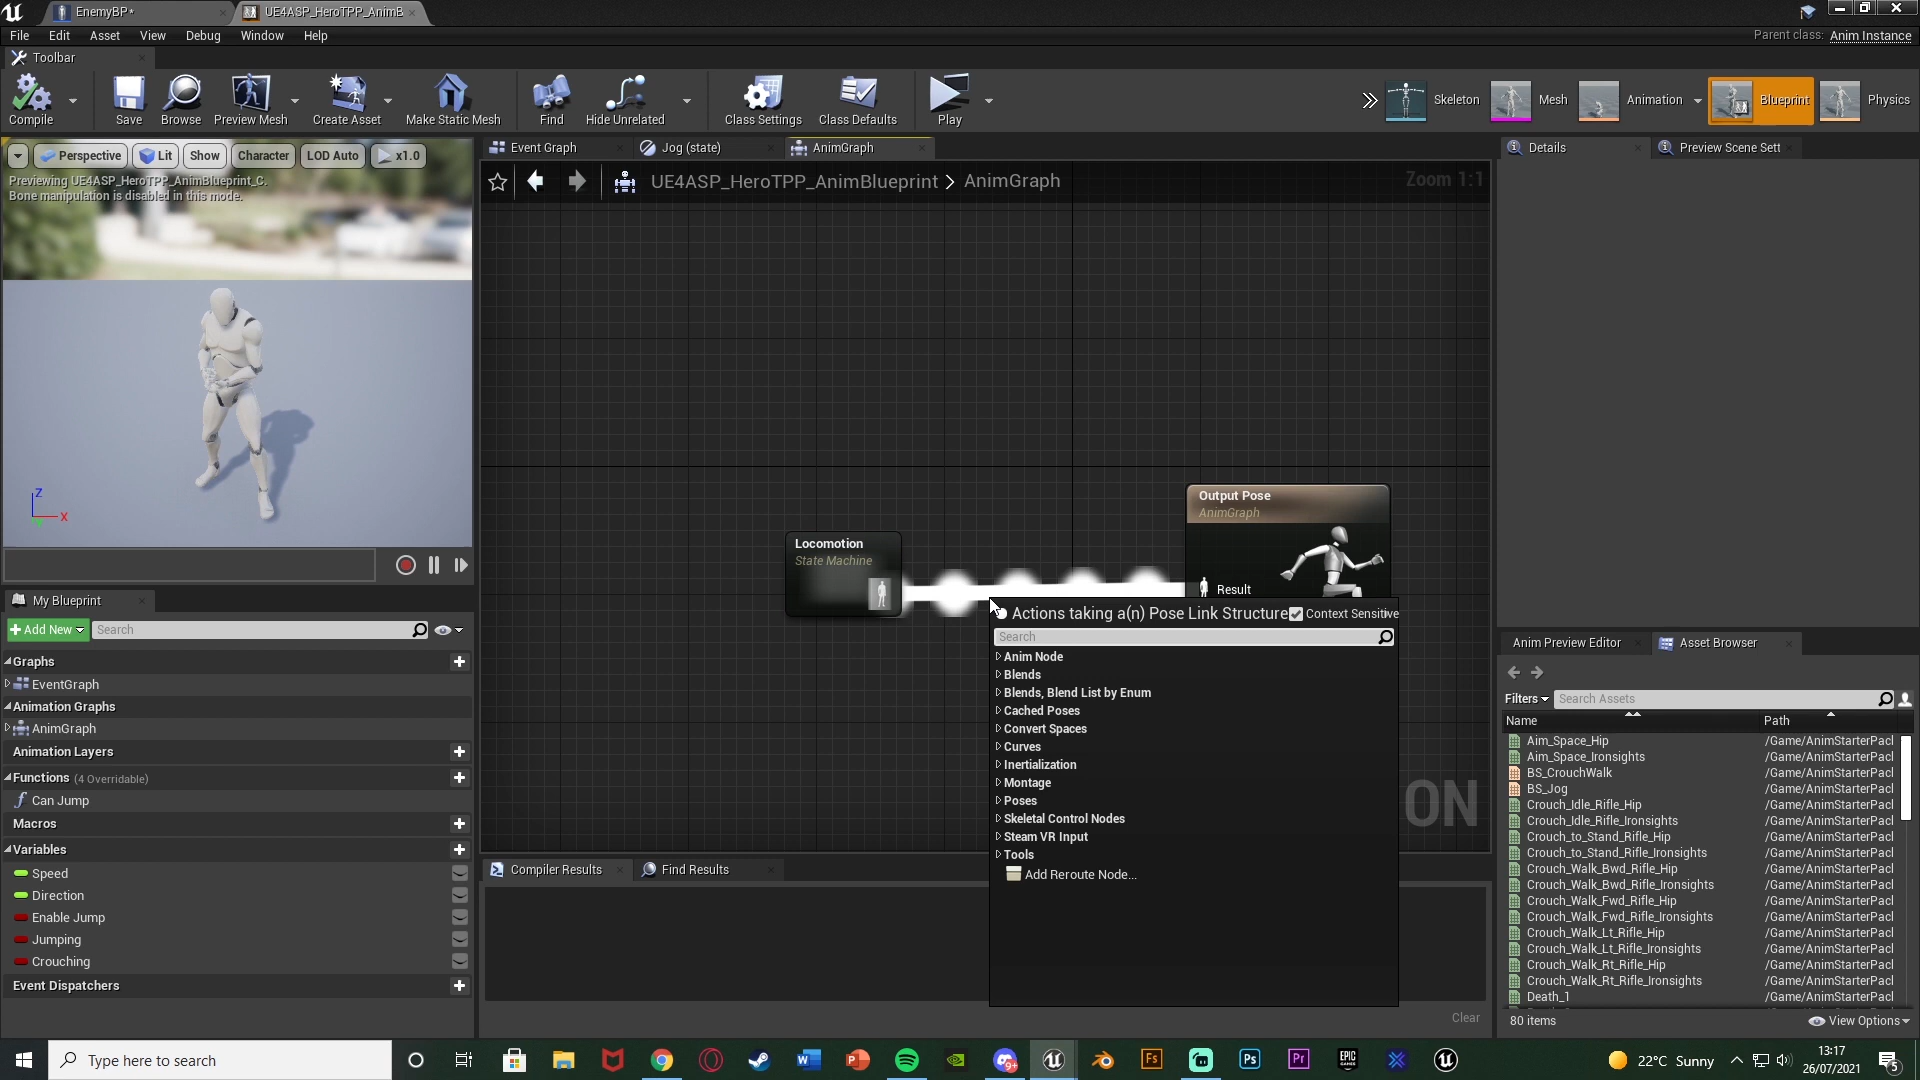 EnemyBP*
UE4ASP_HeroTPP_AnimB
File Edit Asset View Debug Window Help
Parent class: Anim Instance
Toolbar
Compile Save Browse Preview Mesh Create Asset Make Static Mesh Find Hide Unrelated Class Settings Class Defaults Play
Skeleton Mesh Animation Blueprint Physics
Perspective Lit Show Character LOD Auto x1.0
Previewing UE4ASP_HeroTPP_AnimBlueprint_C.
Bone manipulation is disabled in this mode.
Z
X
Event Graph Jog (state) AnimGraph
UE4ASP_HeroTPP_AnimBlueprint > AnimGraph
Zoom 1:1
Locomotion
State Machine
Output Pose
AnimGraph
Result
ON
Actions taking a(n) Pose Link Structure Context Sensitive
Search
Anim Node
Blends
Blends, Blend List by Enum
Cached Poses
Convert Spaces
Curves
Inertialization
Montage
Poses
Skeletal Control Nodes
Steam VR Input
Tools
Add Reroute Node...
My Blueprint
Add New Search
Graphs
EventGraph
Animation Graphs
AnimGraph
Animation Layers
Functions (4 Overridable)
Can Jump
Macros
Variables
Speed
Direction
Enable Jump
Jumping
Crouching
Event Dispatchers
Compiler Results Find Results
Clear
Details Preview Scene Sett
Anim Preview Editor Asset Browser
Filters Search Assets
Name Path
Aim_Space_Hip /Game/AnimStarterPacl
Aim_Space_Ironsights /Game/AnimStarterPacl
BS_CrouchWalk /Game/AnimStarterPacl
BS_Jog /Game/AnimStarterPacl
Crouch_Idle_Rifle_Hip /Game/AnimStarterPacl
Crouch_Idle_Rifle_Ironsights /Game/AnimStarterPacl
Crouch_to_Stand_Rifle_Hip /Game/AnimStarterPacl
Crouch_to_Stand_Rifle_Ironsights /Game/AnimStarterPacl
Crouch_Walk_Bwd_Rifle_Hip /Game/AnimStarterPacl
Crouch_Walk_Bwd_Rifle_Ironsights /Game/AnimStarterPacl
Crouch_Walk_Fwd_Rifle_Hip /Game/AnimStarterPacl
Crouch_Walk_Fwd_Rifle_Ironsights /Game/AnimStarterPacl
Crouch_Walk_Lt_Rifle_Hip /Game/AnimStarterPacl
Crouch_Walk_Lt_Rifle_Ironsights /Game/AnimStarterPacl
Crouch_Walk_Rt_Rifle_Hip /Game/AnimStarterPacl
Crouch_Walk_Rt_Rifle_Ironsights /Game/AnimStarterPacl
Death_1 /Game/AnimStarterPacl
80 items View Options
Type here to search
W P 9+ Fs Ps Pr EPIC GAMES
22°C Sunny
13:17
26/07/2021
5